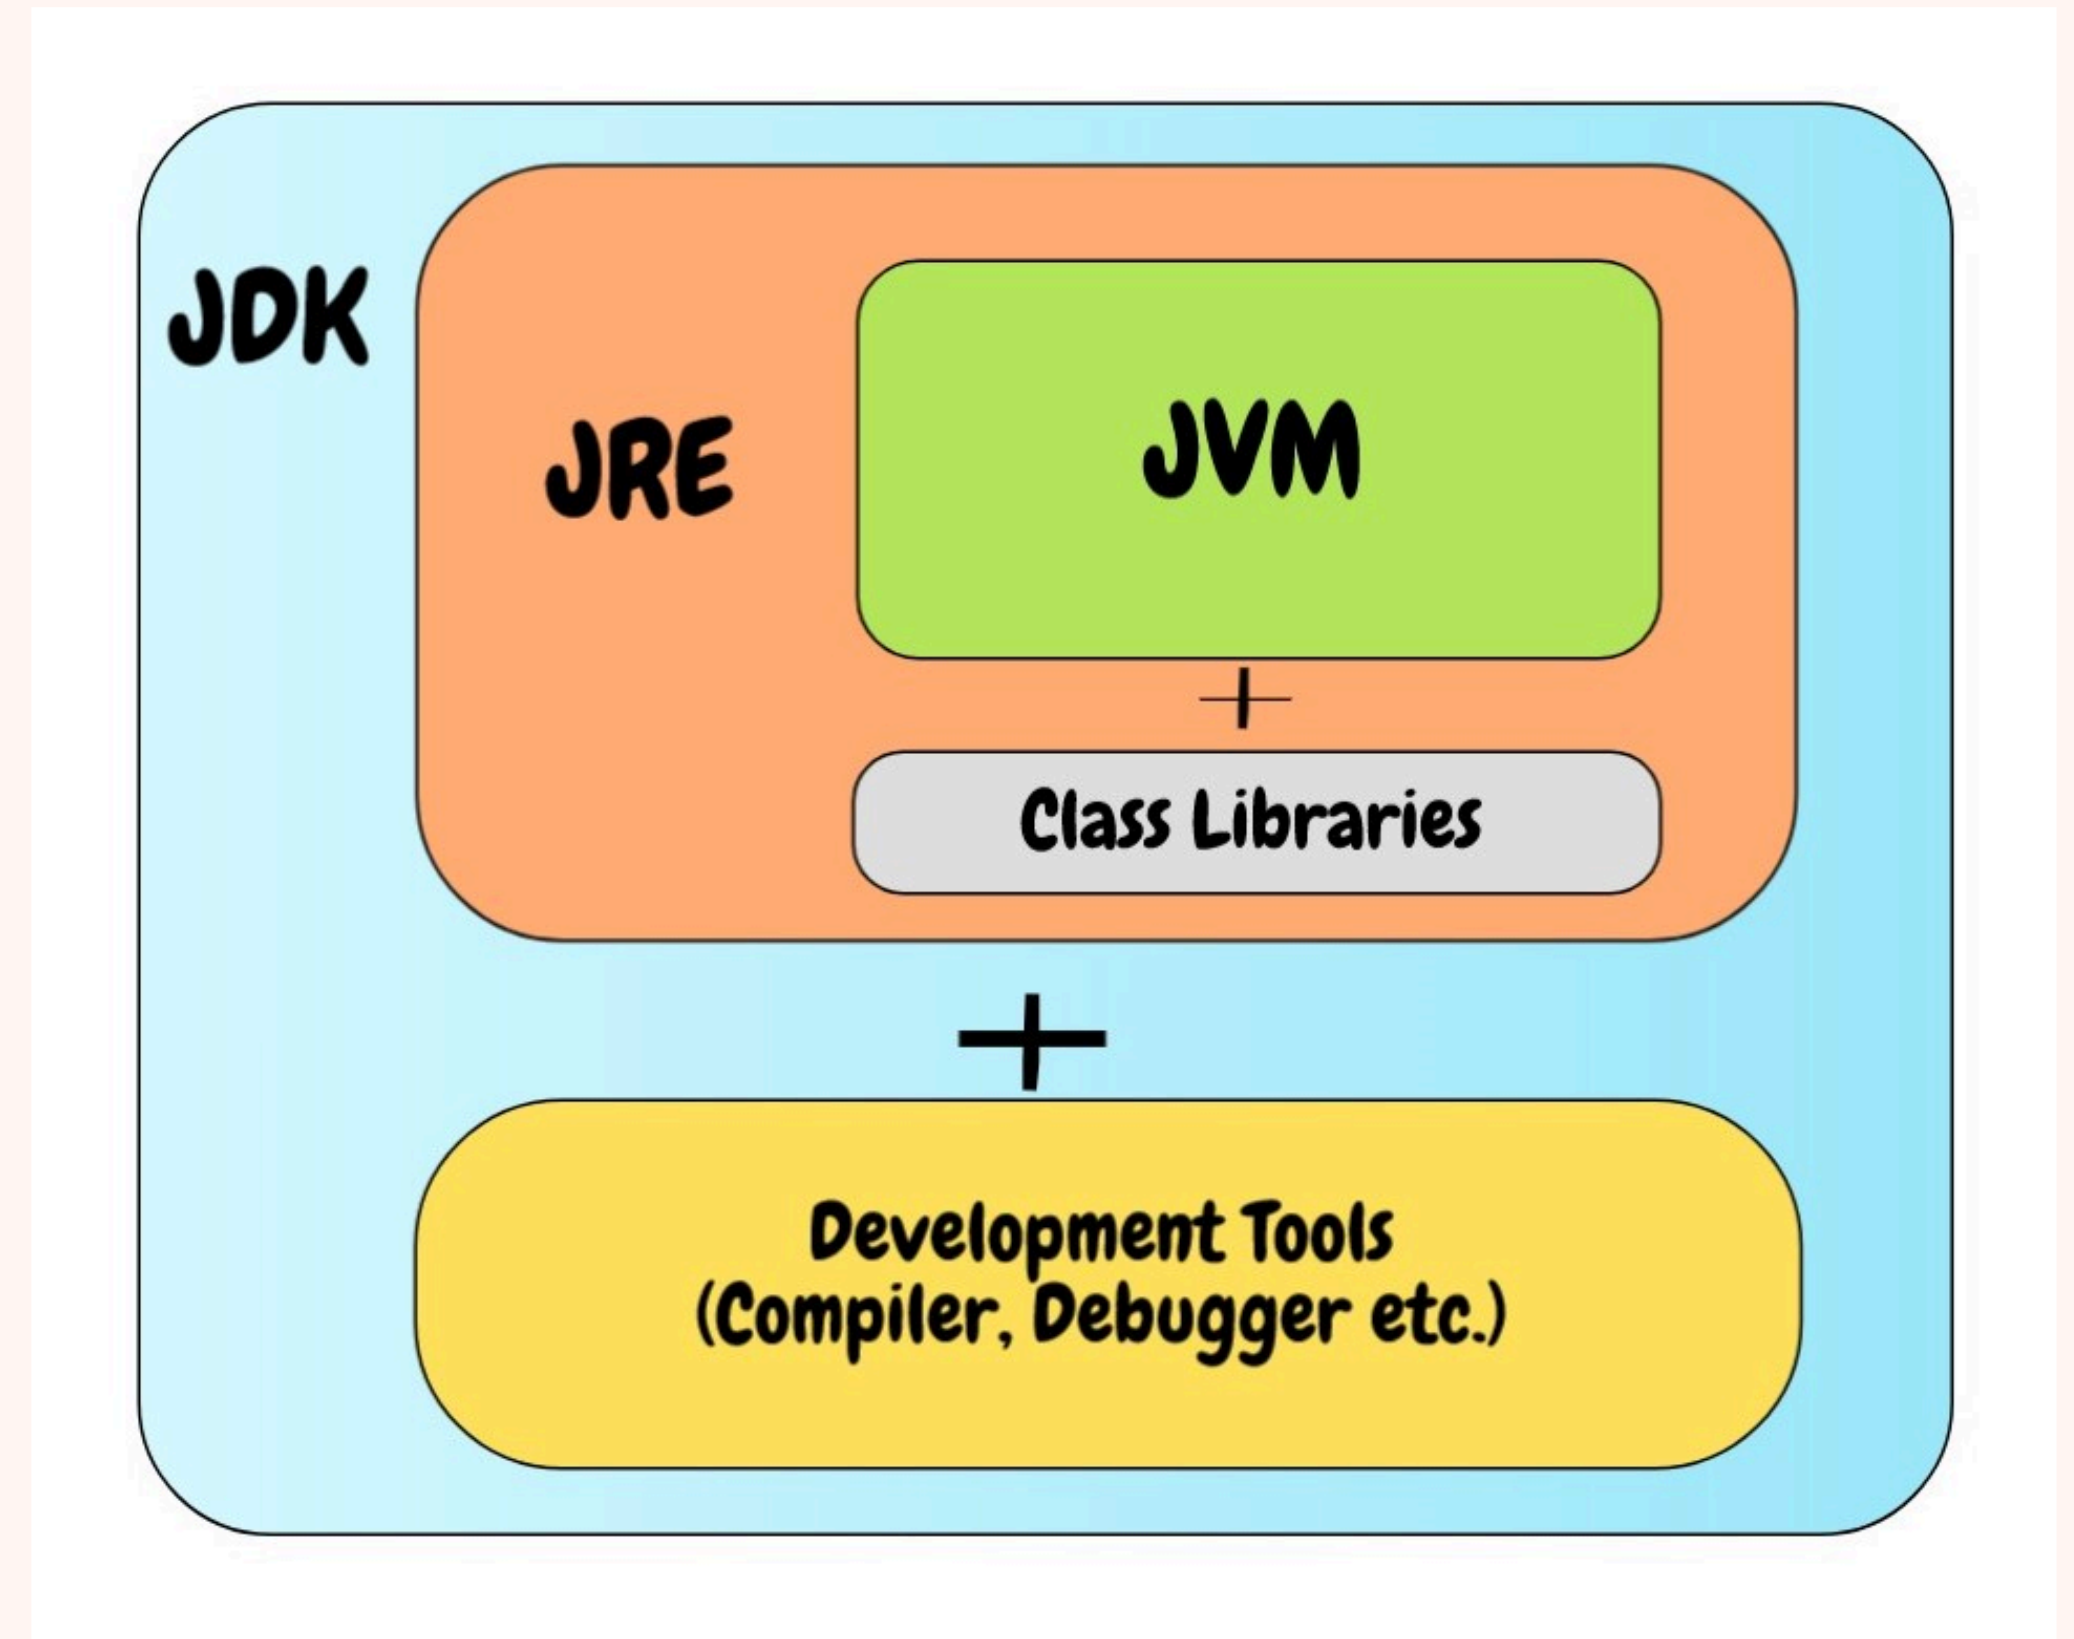 JDK
JRE
JVM
+
Class Libraries
+
Development Tools
(Compiler, Debugger etc.)